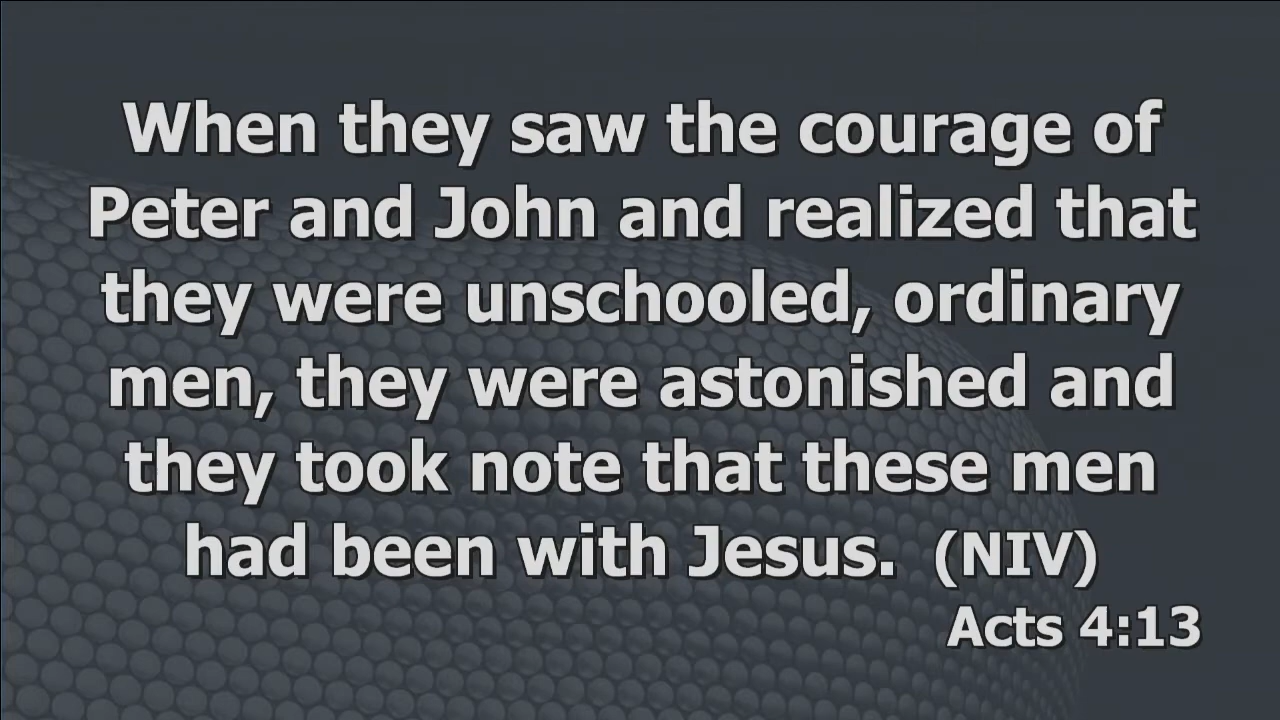 When they saw the courage of
Peter and John and realized that
they were unschooled, ordinary
men, they were astonished and
they took note that these men
had been with Jesus.  (NIV)
Acts 4:13